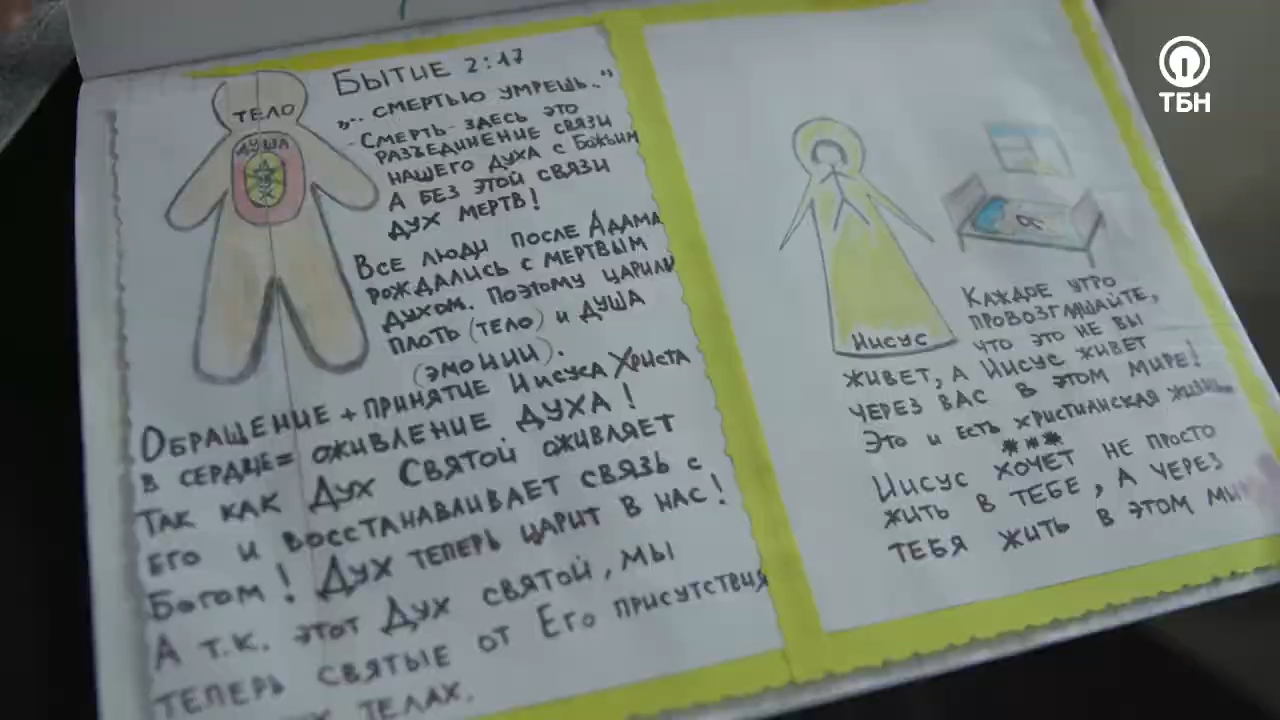 БЫТИЕ 2:17
„.. СМЕРТЬЮ УМРЕШЬ.."
- СМЕРТЬ - ЗДЕСЬ ЭТО
РАЗЪЕДИНЕНИЕ СВЯЗИ
НАШЕГО ДУХА С БОЖЬИМ
А БЕЗ ЭТОЙ СВЯЗИ
ДУХ МЕРТВ!
ТЕЛО
ДУША
ВСЕ ЛЮДИ ПОСЛЕ АДАМА
РОЖДАЛИСЬ С МЕРТВЫМ
ДУХОМ. ПОЭТОМУ ЦАРИЛИ
ПЛОТЬ (ТЕЛО) И ДУША
(ЭМОЦИИ).
ОБРАЩЕНИЕ + ПРИНЯТИЕ ИИСУСА ХРИСТА
В СЕРДЦЕ = ОЖИВЛЕНИЕ ДУХА!
ТАК КАК ДУХ СВЯТОЙ ОЖИВЛЯЕТ
ЕГО И ВОССТАНАВЛИВАЕТ СВЯЗЬ С
БОГОМ! ДУХ ТЕПЕРЬ ЦАРИТ В НАС!
А Т.К. ЭТОТ ДУХ СВЯТОЙ, МЫ
ТЕПЕРЬ СВЯТЫЕ ОТ ЕГО ПРИСУТСТВИЯ
ТЕЛАХ.
ИИСУС
Я
КАЖДОЕ УТРО
ПРОВОЗГЛАШАЙТЕ,
ЧТО ЭТО НЕ ВЫ
ЖИВЕТ, А ИИСУС ЖИВЕТ
ЧЕРЕЗ ВАС В ЭТОМ МИРЕ!
ЭТО И ЕСТЬ ХРИСТИАНСКАЯ
***
ИИСУС ХОЧЕТ НЕ ПРОСТО
ЖИТЬ В ТЕБЕ, А ЧЕРЕЗ
ТЕБЯ ЖИТЬ В ЭТОМ
ТБН